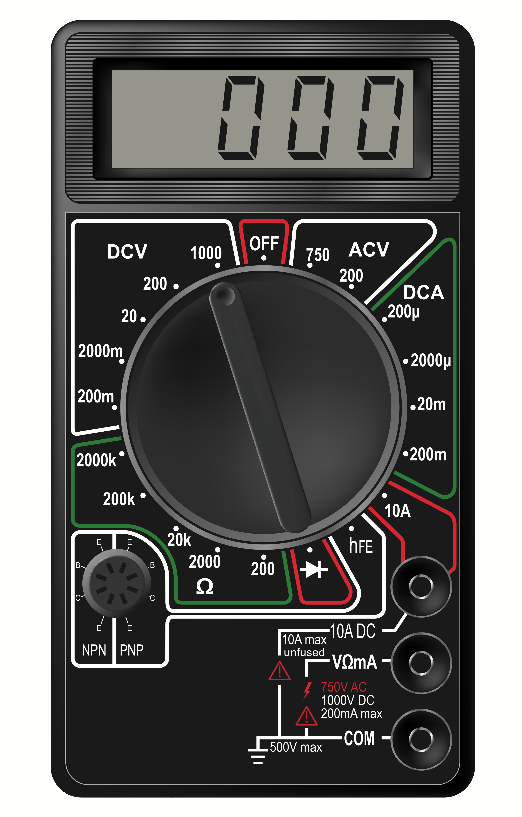 000
OFF
DCV
1000
750
ACV
200
200
DCA
20
200µ
2000m
2000µ
200m
20m
2000k
200m
200k
10A
20k
hFE
2000
200
Ω
E E
E E
B B
C C
E E
NPN PNP
10A DC
10A max
unfused
VΩmA
750V AC
1000V DC
200mA max
COM
500V max